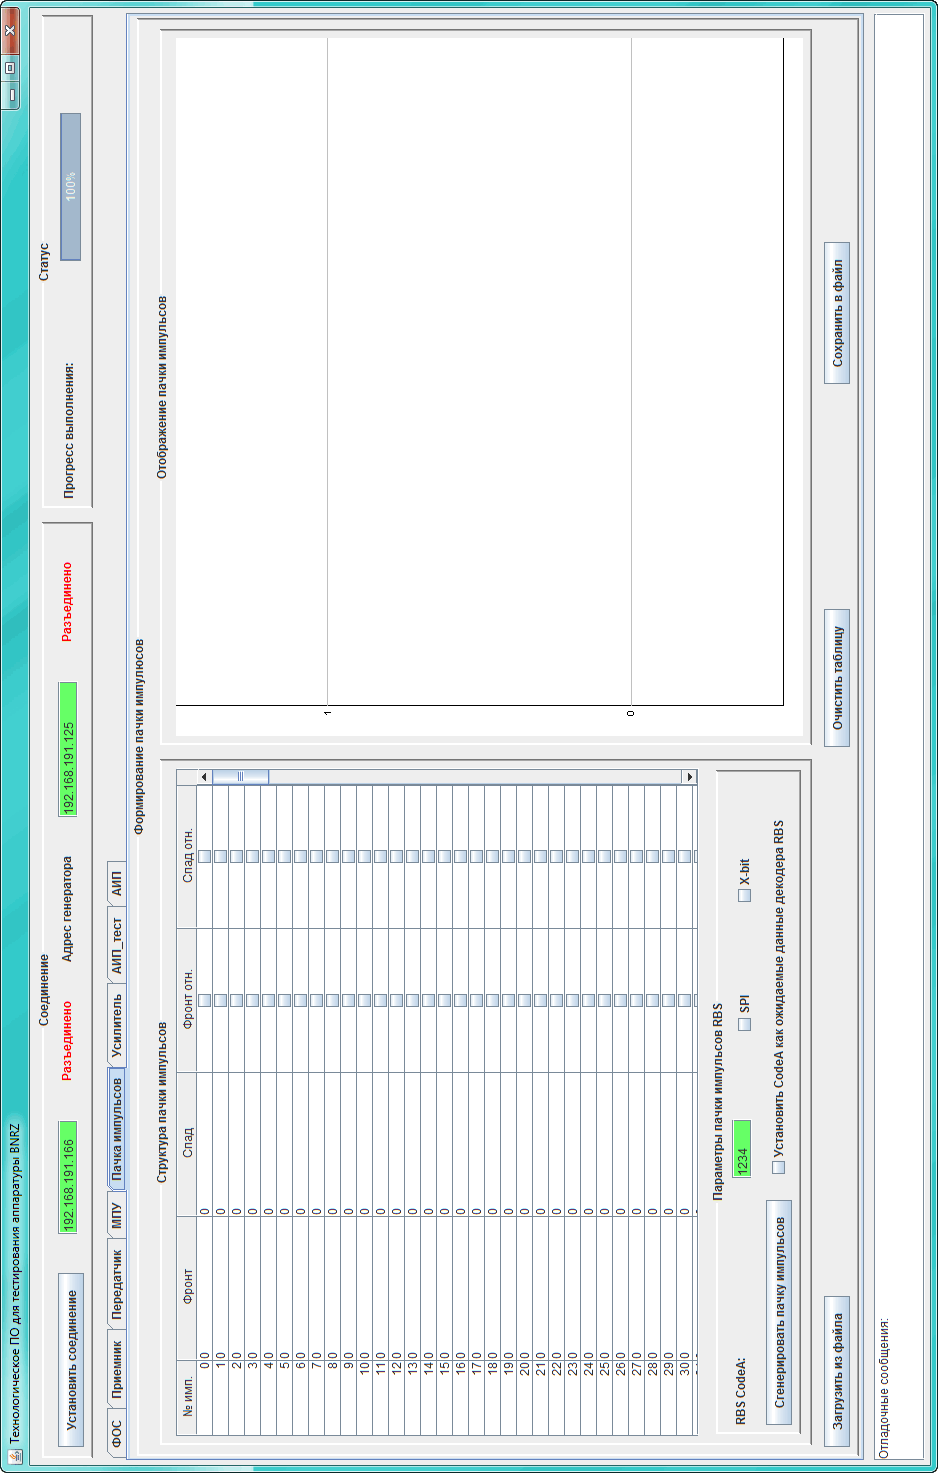 Технологическое ПО для тестирования аппаратуры BNRZ
Соединение
Установить соединение
192.168.191.166
Разъединено
Адрес генератора
192.168.191.125
Разъединено
Статус
Прогресс выполнения:
100%
ФОС
Приемник
Передатчик
МПУ
Пачка импульсов
Усилитель
АИП_тест
АИП
Формирование пачки импулюсов
Структура пачки импульсов
№ имп. Фронт Спад Фронт отн. Спад отн.
0 0 0
1 0 0
2 0 0
3 0 0
4 0 0
5 0 0
6 0 0
7 0 0
8 0 0
9 0 0
10 0 0
11 0 0
12 0 0
13 0 0
14 0 0
15 0 0
16 0 0
17 0 0
18 0 0
19 0 0
20 0 0
21 0 0
22 0 0
23 0 0
24 0 0
25 0 0
26 0 0
27 0 0
28 0 0
29 0 0
30 0 0
Параметры пачки импульсов RBS
RBS CodeA:
1234
SPI
X-bit
Сгенерировать пачку импульсов
Установить CodeA как ожидаемые данные декодера RBS
Отображение пачки импульсов
1
0
Загрузить из файла
Очистить таблицу
Сохранить в файл
Отладочные сообщения: